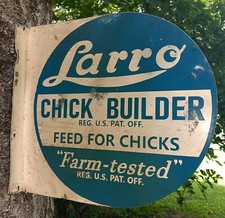 Larro
CHICK BUILDER
REG. U.S. PAT. OFF.
FEED FOR CHICKS
"Farm-tested"
REG. U.S. PAT. OFF.